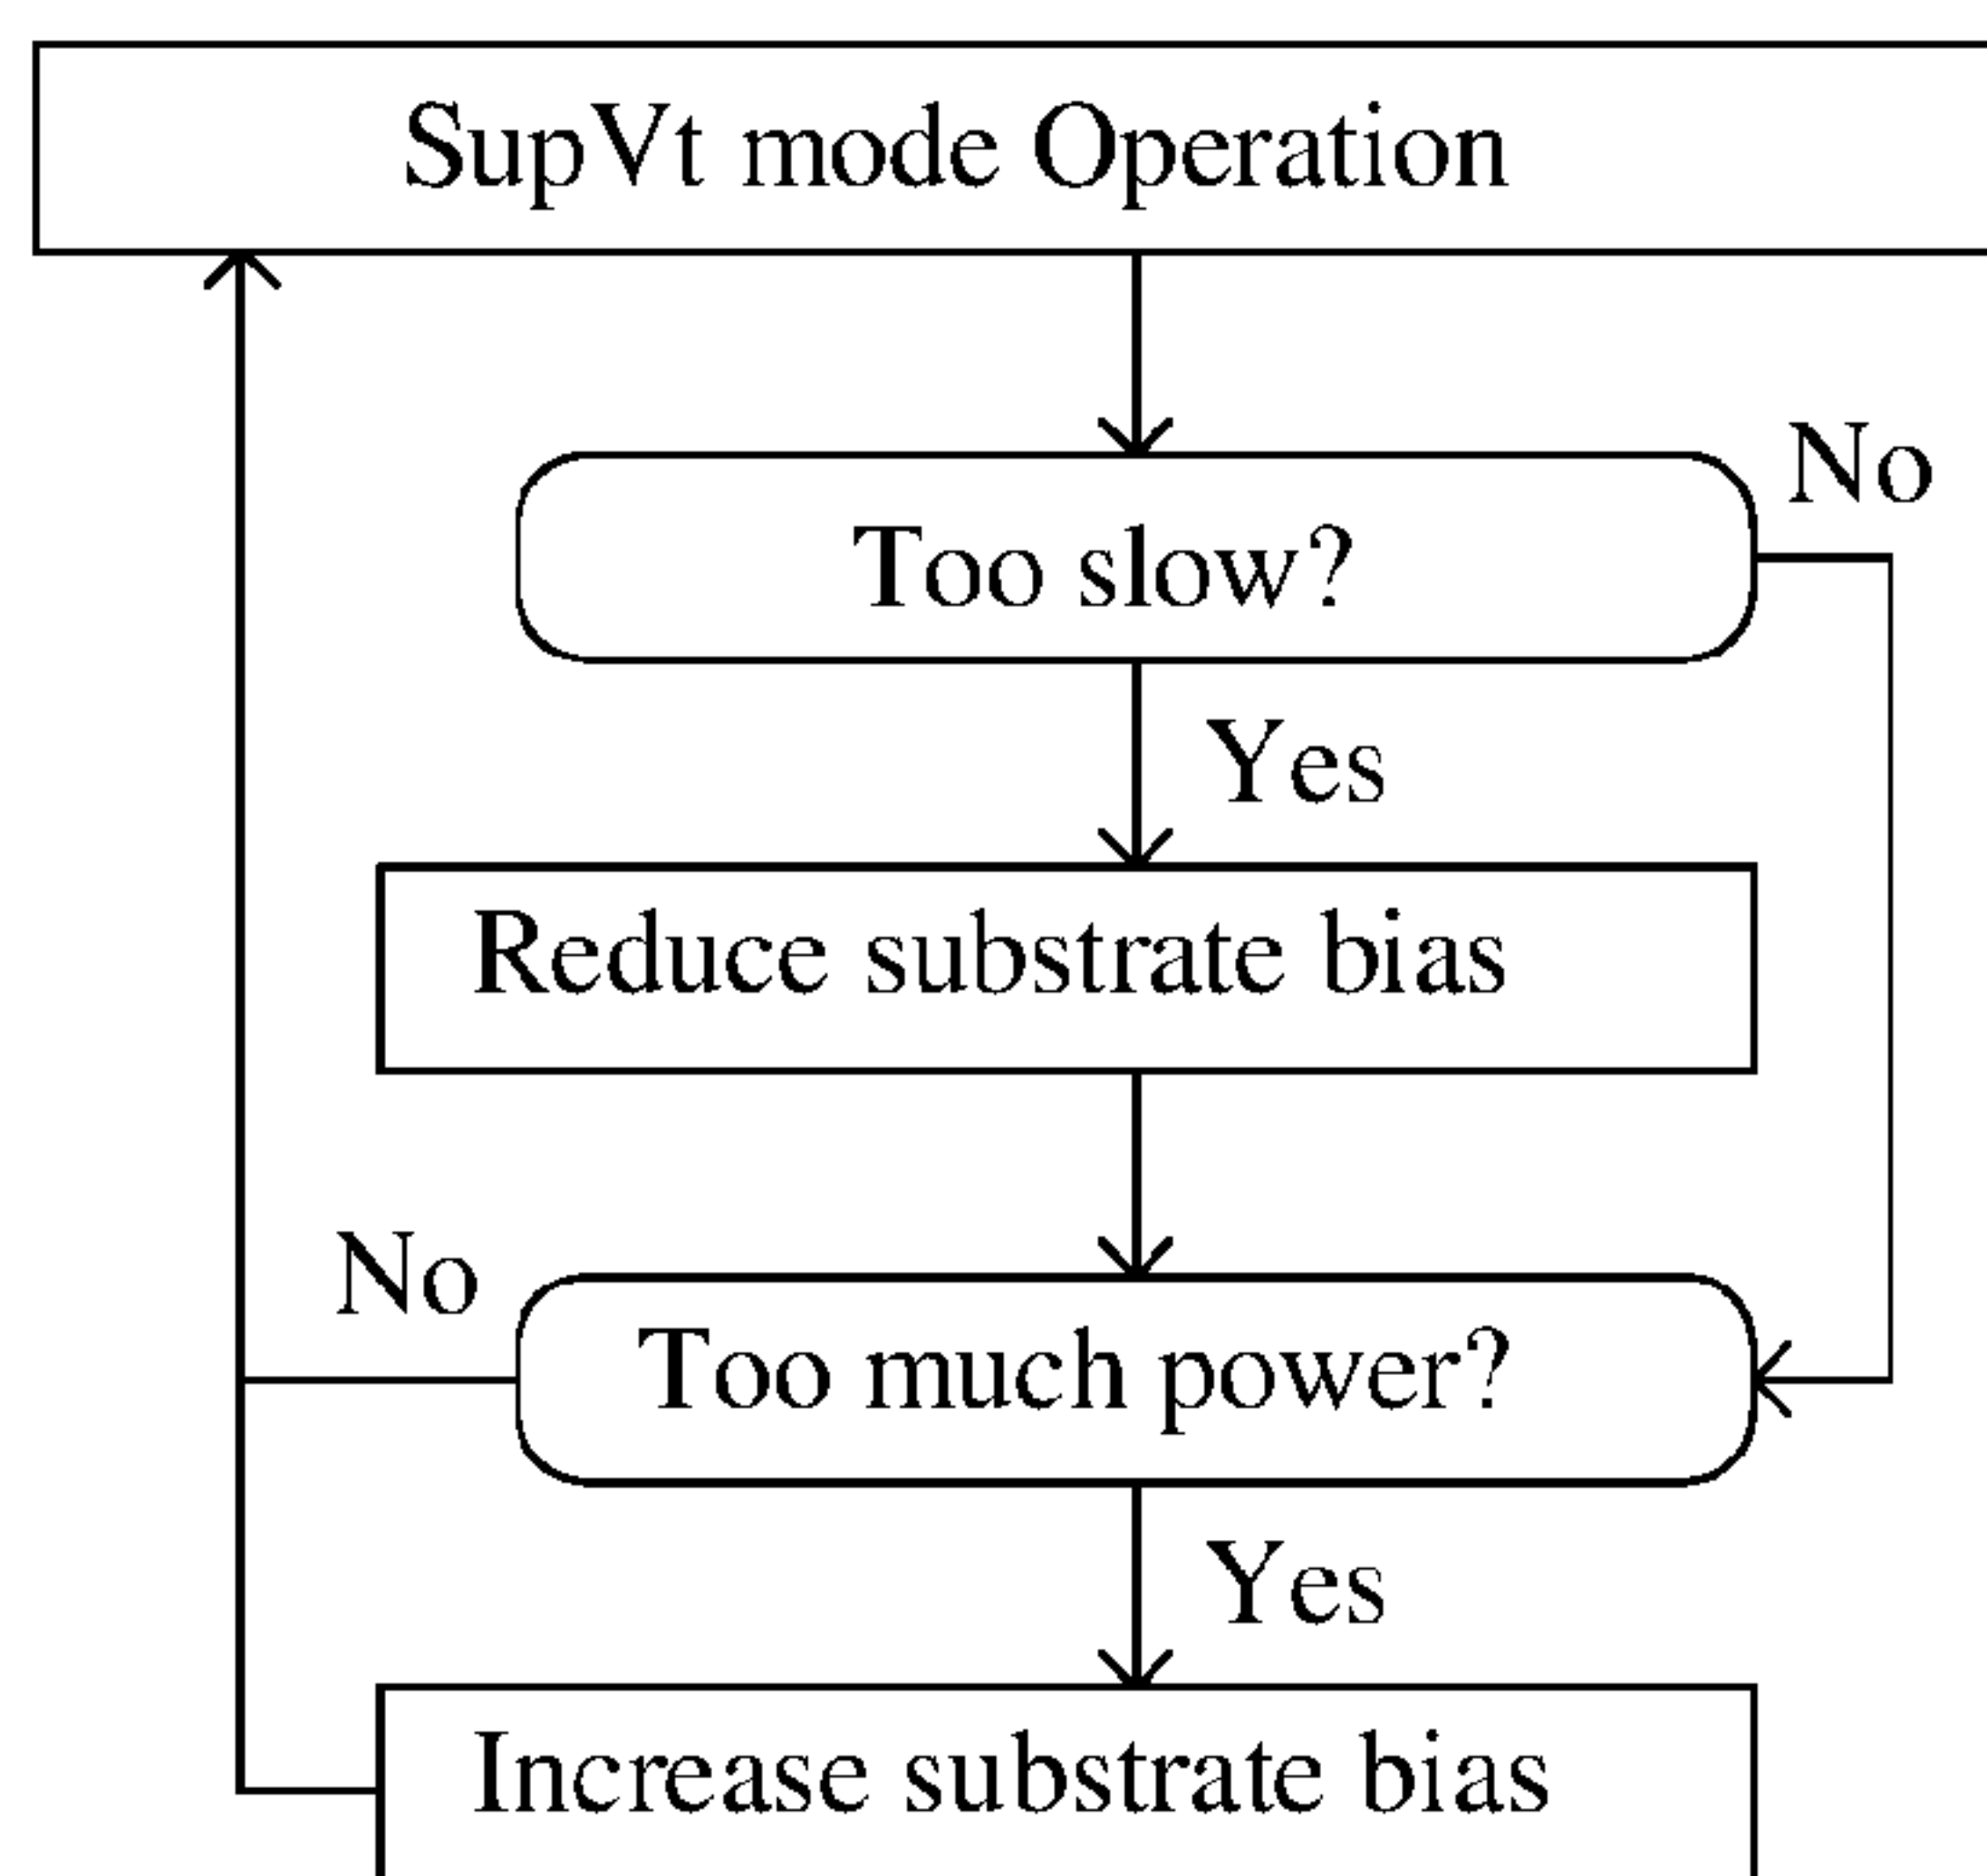 SupVt mode Operation
No
Too slow?
Yes
Reduce substrate bias
No
Too much power?
Yes
Increase substrate bias